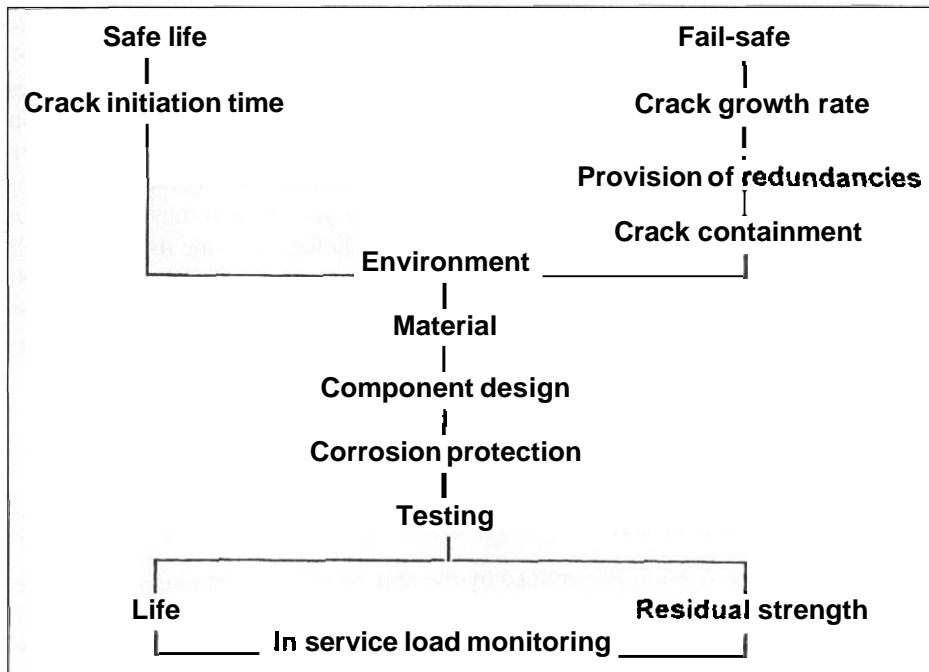 Safe life
Fail-safe
Crack initiation time
Crack growth rate
Provision of redundancies
Crack containment
Environment
Material
Component design
Corrosion protection
Testing
Life
Residual strength
In service load monitoring